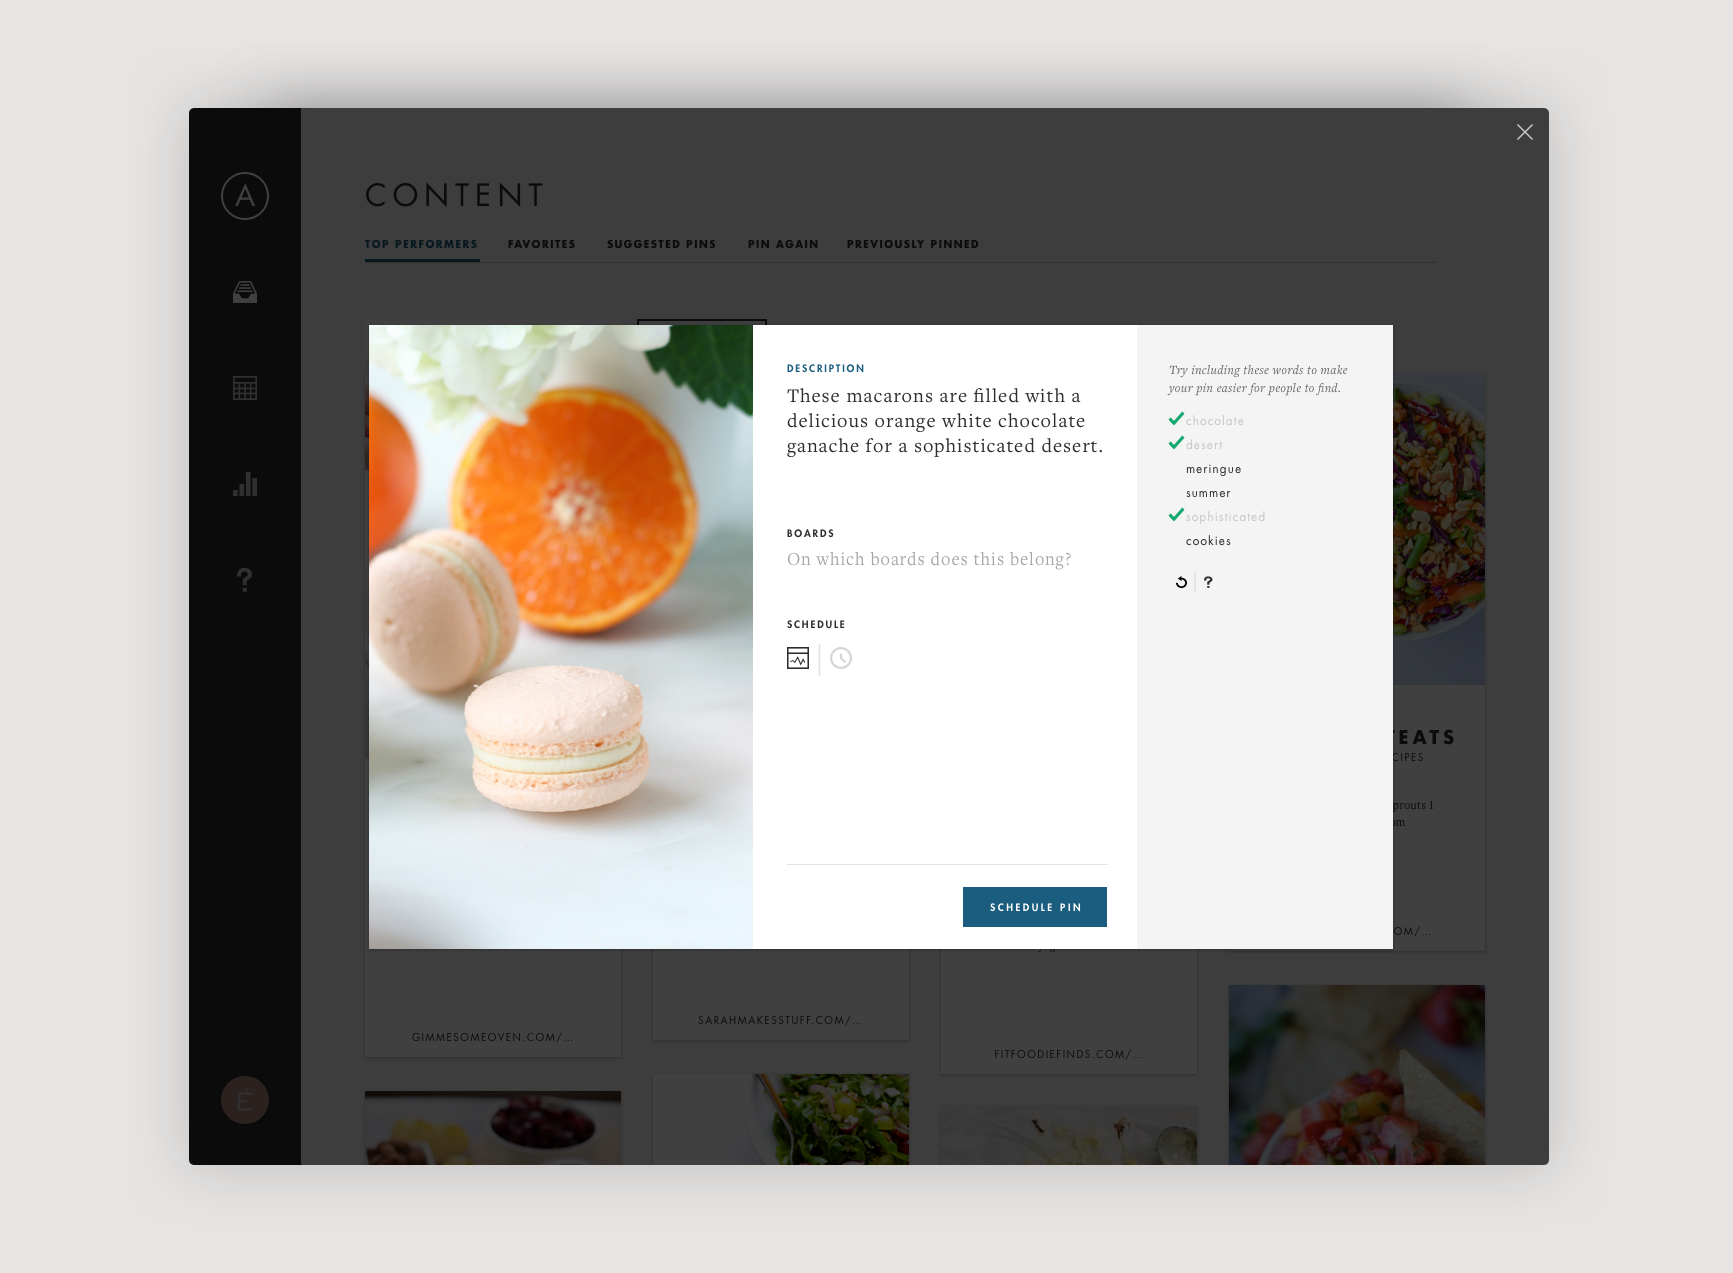 A
CONTENT
TOP PERFORMERS
FAVORITES
SUGGESTED PINS
PIN AGAIN
PREVIOUSLY PINNED
DESCRIPTION
These macarons are filled with a
delicious orange white chocolate
ganache for a sophisticated desert.
BOARDS
On which boards does this belong?
SCHEDULE
SCHEDULE PIN
Try including these words to make
your pin easier for people to find.
chocolate
desert
meringue
summer
sophisticated
cookies
?
?
EATS
CIPES
prouts I
om
OM/...
GIMMESOMEOVEN.COM/...
SARAHMAKESSTUFF.COM/...
FITFOODIEFINDS.COM/...
É